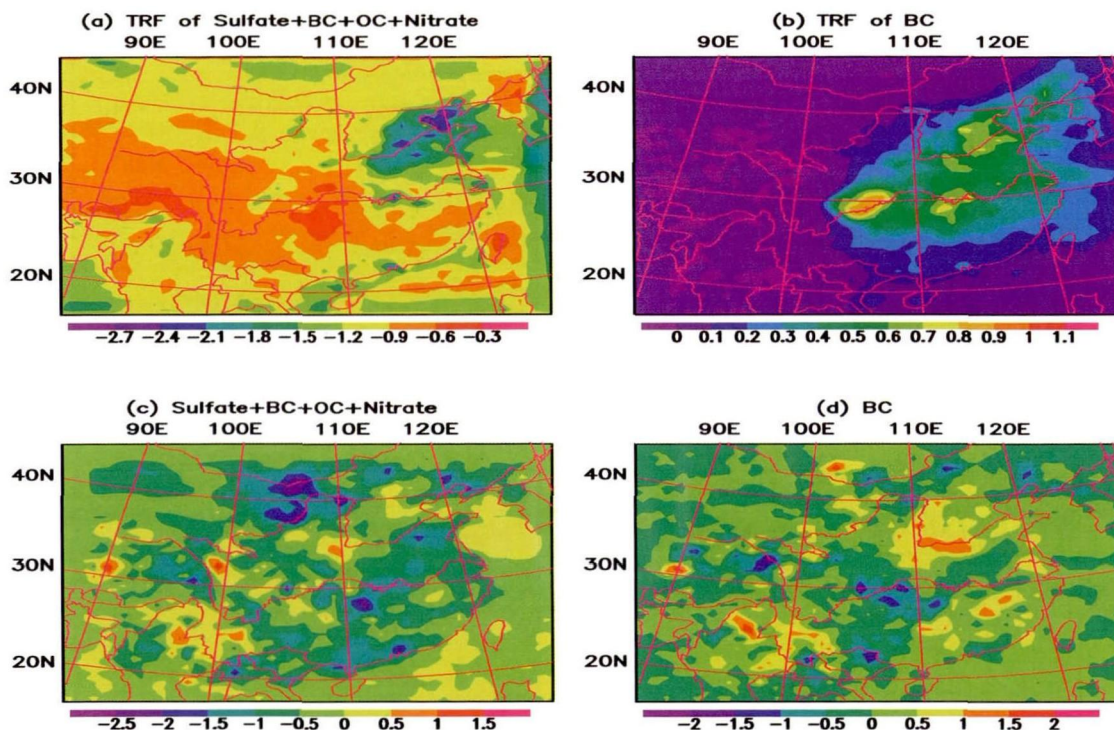 (a) TRF of Sulfate+BC+OC+Nitrate
90E 100E 110E 120E
40N
30N
20N
−2.7 −2.4 −2.1 −1.8 −1.5 −1.2 −0.9 −0.6 −0.3
(b) TRF of BC
90E 100E 110E 120E
40N
30N
20N
0 0.1 0.2 0.3 0.4 0.5 0.6 0.7 0.8 0.9 1 1.1
(c) Sulfate+BC+OC+Nitrate
90E 100E 110E 120E
40N
30N
20N
−2.5 −2 −1.5 −1 −0.5 0 0.5 1 1.5
(d) BC
90E 100E 110E 120E
40N
30N
20N
−2 −1.5 −1 −0.5 0 0.5 1 1.5 2